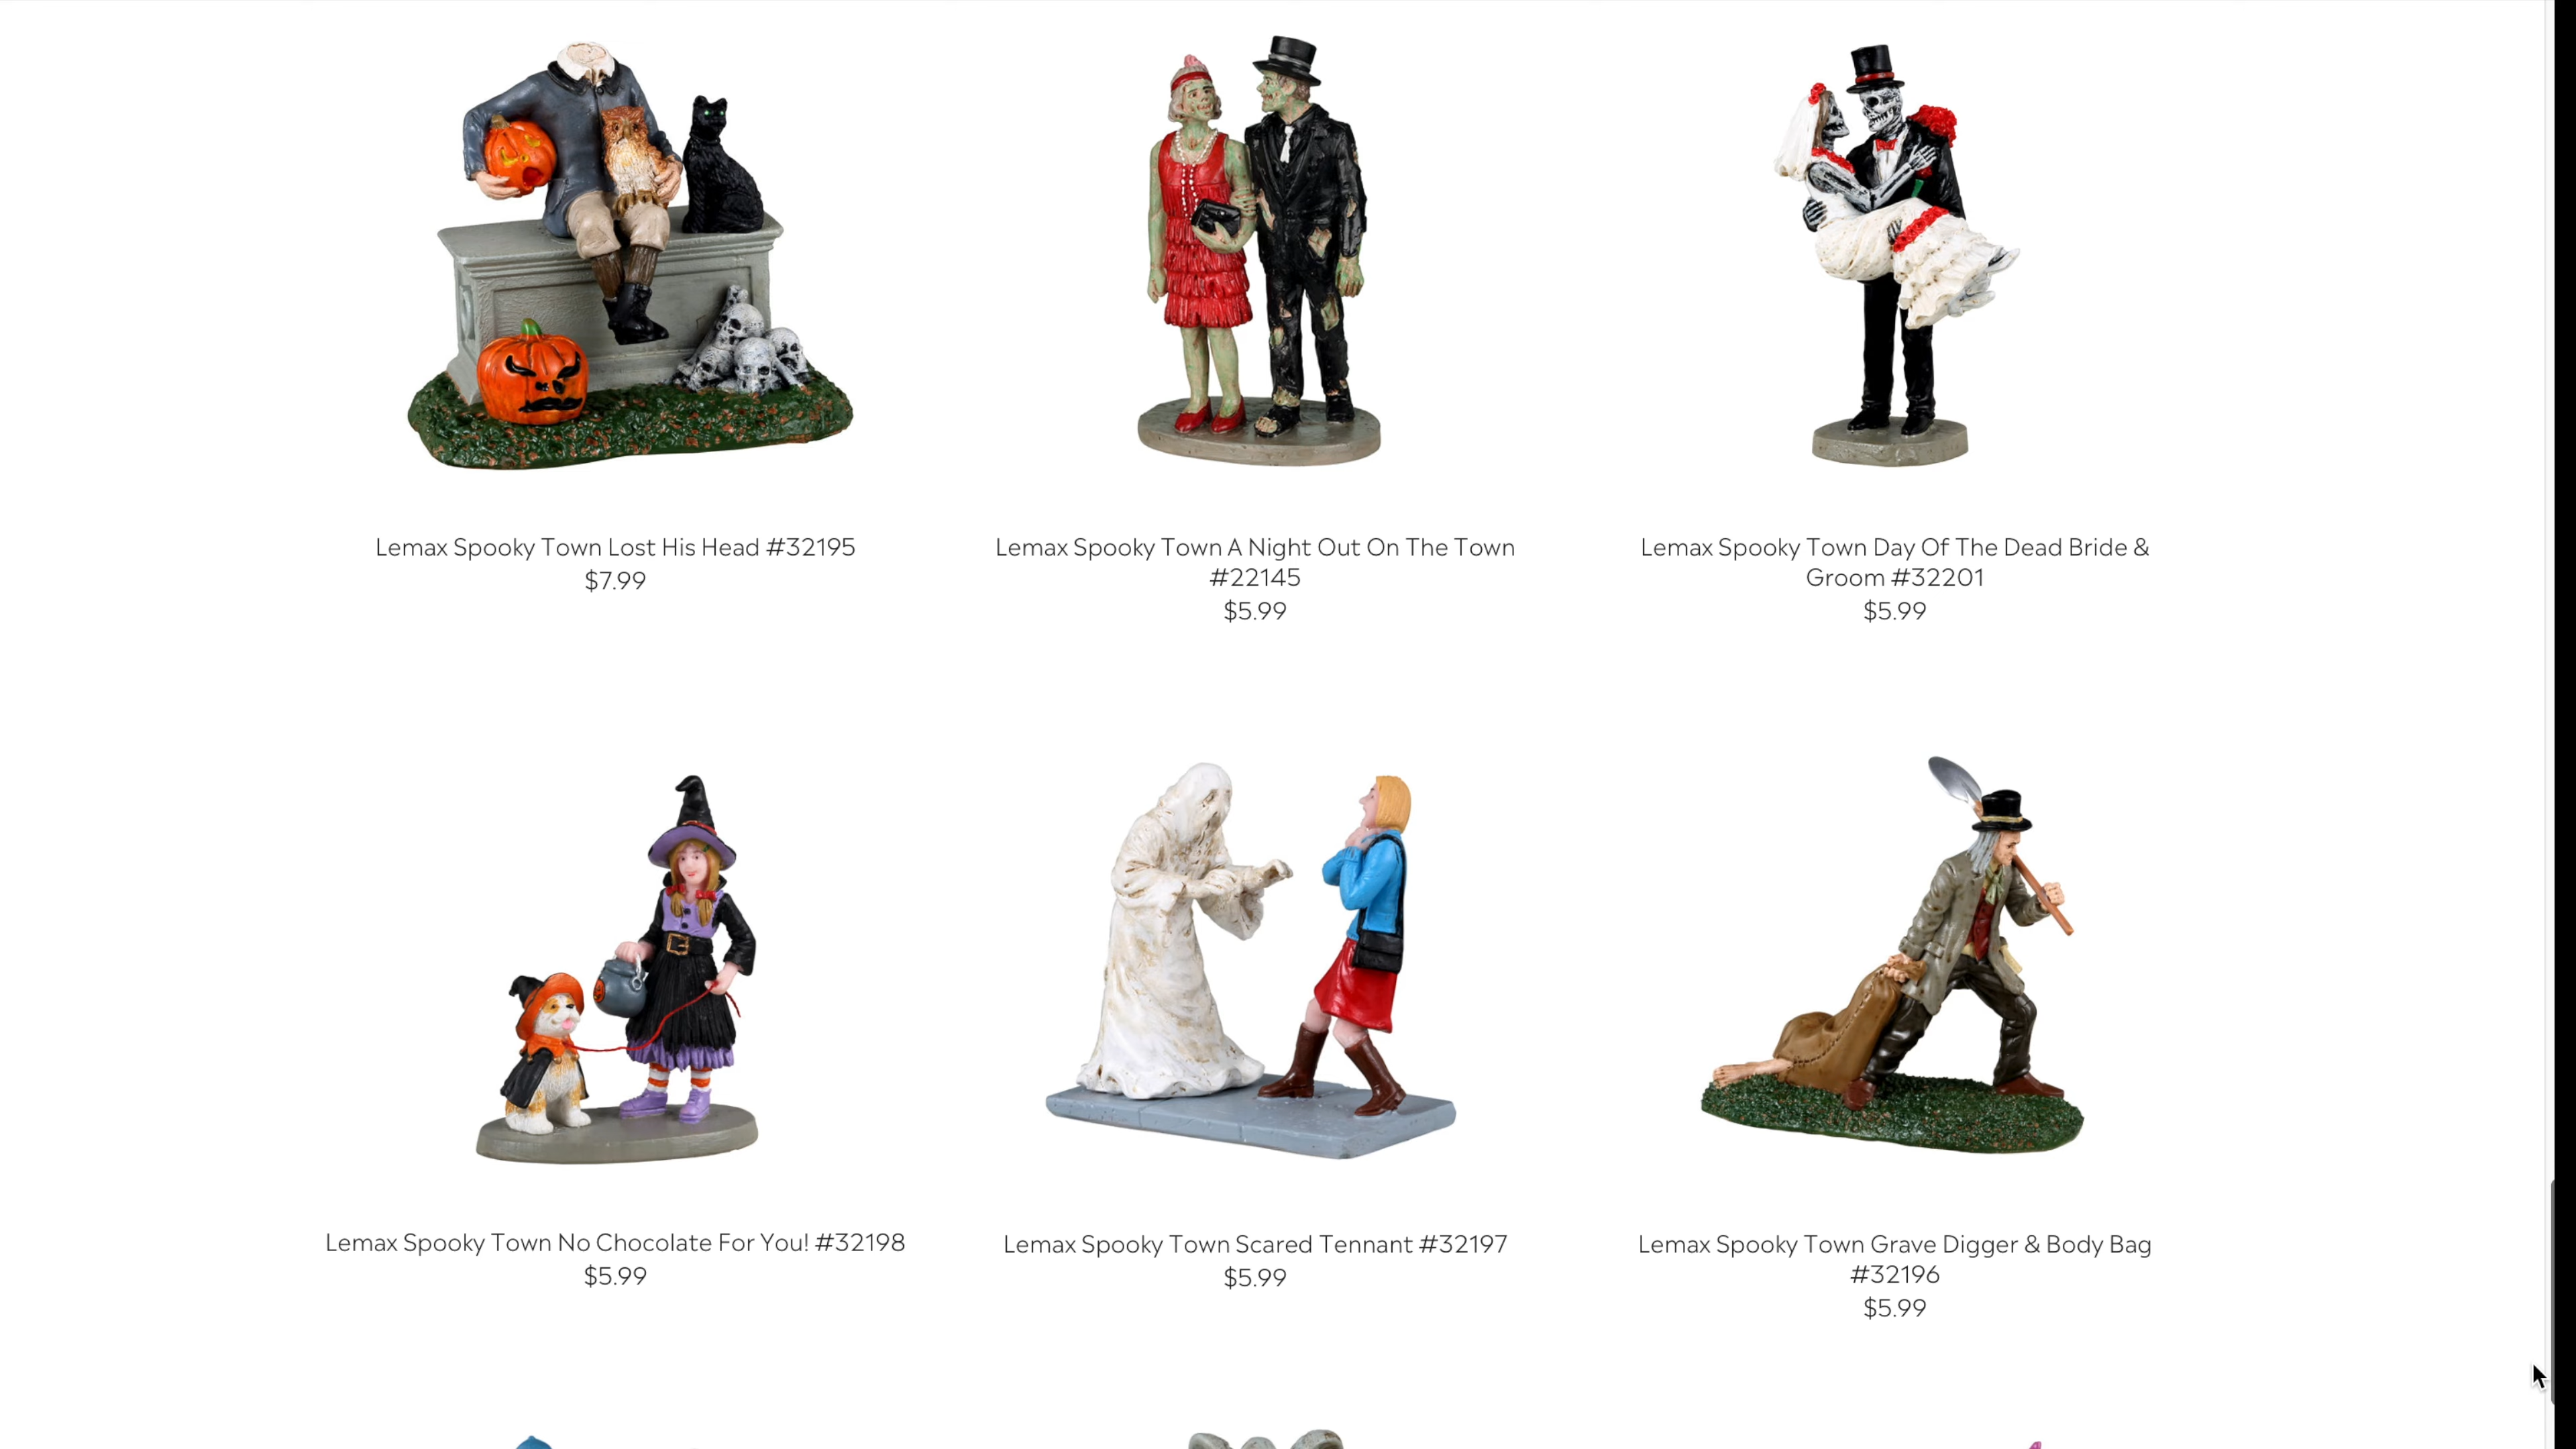 Lemax Spooky Town Lost His Head #32195
$7.99
Lemax Spooky Town A Night Out On The Town
#22145
$5.99
Lemax Spooky Town Day Of The Dead Bride &
Groom #32201
$5.99
Lemax Spooky Town No Chocolate For You! #32198
$5.99
Lemax Spooky Town Scared Tennant #32197
$5.99
Lemax Spooky Town Grave Digger & Body Bag
#32196
$5.99